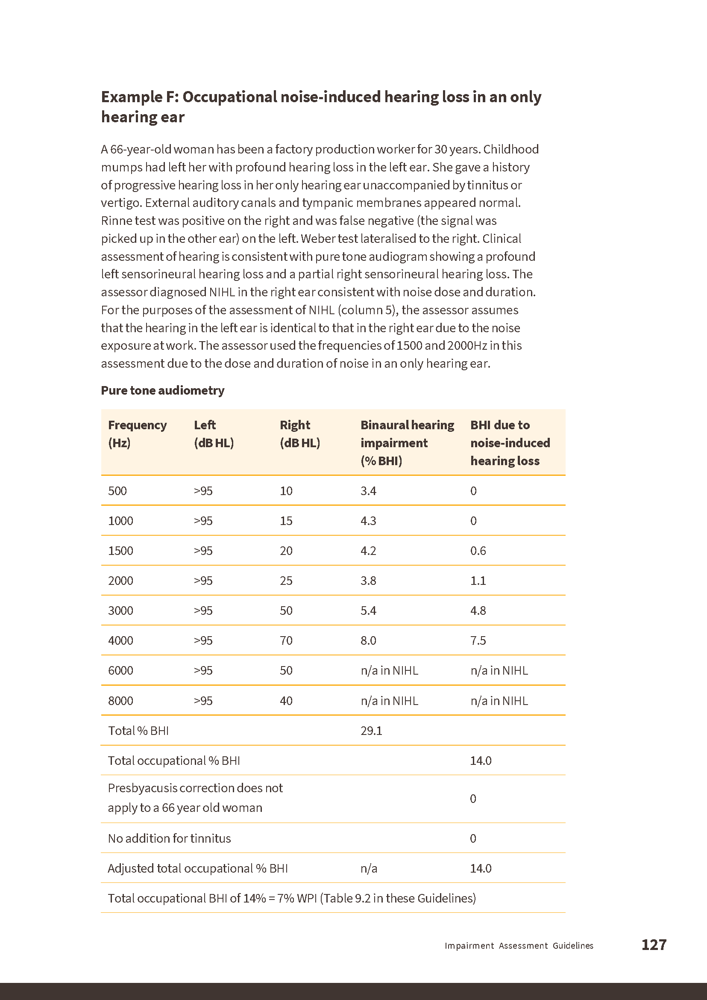 Example F: Occupational noise-induced hearing loss in an only
hearing ear
A 66-year-old woman has been a factory production worker for 30 years. Childhood
mumps had left her with profound hearing loss in the left ear. She gave a history
of progressive hearing loss in her only hearing ear unaccompanied by tinnitus or
vertigo. External auditory canals and tympanic membranes appeared normal.
Rinne test was positive on the right and was false negative (the signal was
picked up in the other ear) on the left. Weber test lateralised to the right. Clinical
assessment of hearing is consistent with pure tone audiogram showing a profound
left sensorineural hearing loss and a partial right sensorineural hearing loss. The
assessor diagnosed NIHL in the right ear consistent with noise dose and duration.
For the purposes of the assessment of NIHL (column 5), the assessor assumes
that the hearing in the left ear is identical to that in the right ear due to the noise
exposure at work. The assessor used the frequencies of 1500 and 2000Hz in this
assessment due to the dose and duration of noise in an only hearing ear.
Pure tone audiometry
Frequency Left Right Binaural hearing BHI due to
(Hz) (dB HL) (dB HL) impairment noise-induced
(% BHI) hearing loss
500 >95 10 3.4 0
1000 >95 15 4.3 0
1500 >95 20 4.2 0.6
2000 >95 25 3.8 1.1
3000 >95 50 5.4 4.8
4000 >95 70 8.0 7.5
6000 >95 50 n/a in NIHL n/a in NIHL
8000 >95 40 n/a in NIHL n/a in NIHL
Total % BHI 29.1
Total occupational % BHI 14.0
Presbyacusis correction does not
apply to a 66 year old woman 0
No addition for tinnitus 0
Adjusted total occupational % BHI n/a 14.0
Total occupational BHI of 14% = 7% WPI (Table 9.2 in these Guidelines)
Impairment Assessment Guidelines 127